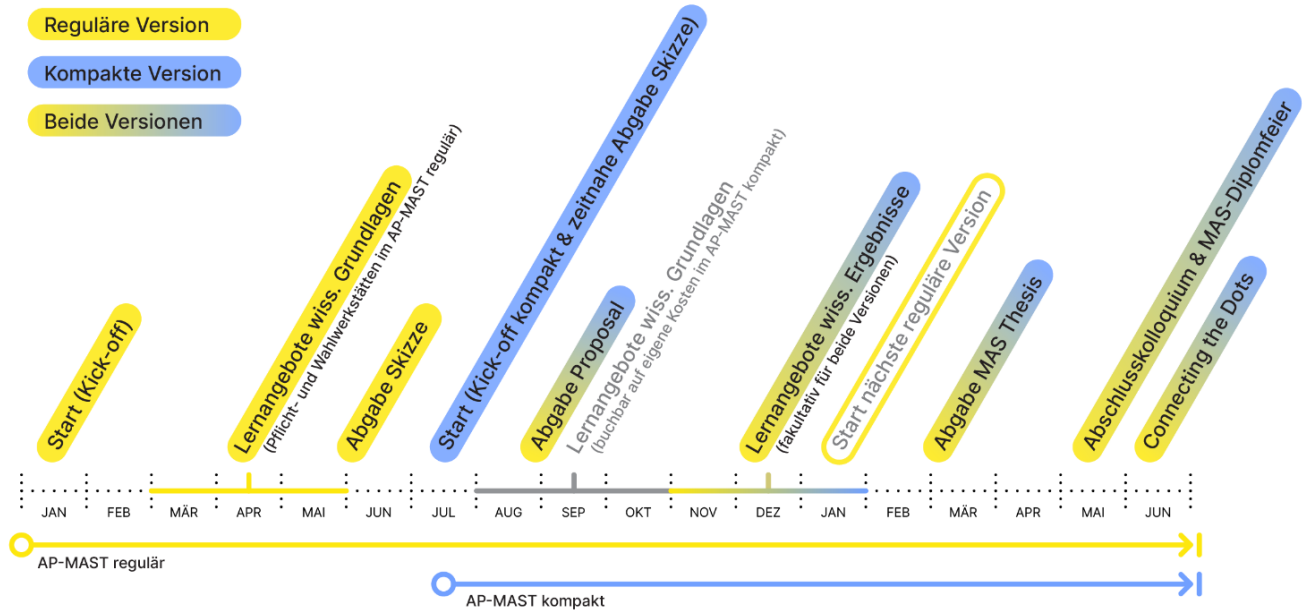 Reguläre Version
Kompakte Version
Beide Versionen
Start (Kick-off)
Lernangebote wiss. Grundlagen
(Pflicht- und Wahlwerkstätten im AP-MAST regulär)
Abgabe Skizze
Start (Kick-off kompakt & zeitnahe Abgabe Skizze)
Abgabe Proposal
Lernangebote wiss. Grundlagen
(buchbar auf eigene Kosten im AP-MAST kompakt)
Lernangebote wiss. Ergebnisse
(fakultativ für beide Versionen)
Start nächste reguläre Version
Abgabe MAS Thesis
Abschlusskolloquium & MAS-Diplomfeier
Connecting the Dots
JAN FEB MÄR APR MAI JUN JUL AUG SEP OKT NOV DEZ JAN FEB MÄR APR MAI JUN
AP-MAST regulär
AP-MAST kompakt